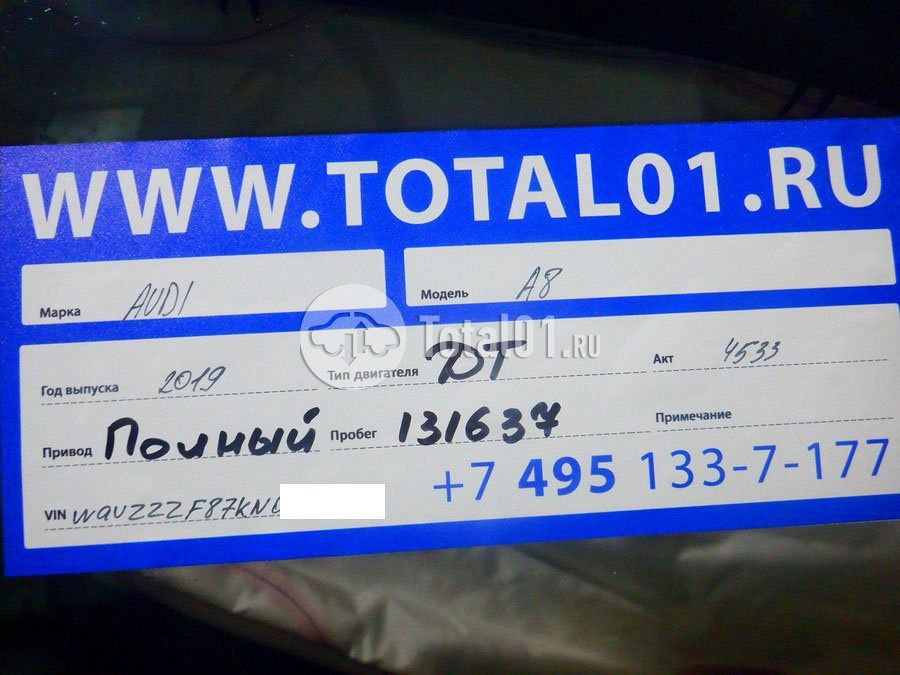 WWW.TOTAL01.RU
Марка AUDI Модель A8
Total01.RU
Год выпуска 2019 Тип двигателя ДТ Акт 4533
Привод Полный Пробег 131637 Примечание
+7 495 133-7-177
VIN WAUZZZF87KN